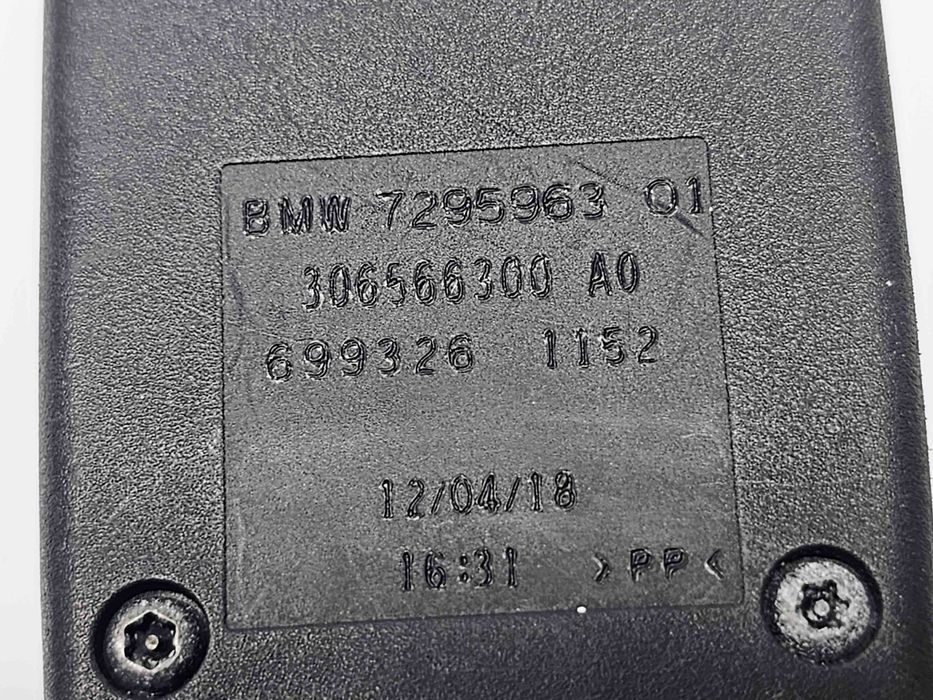 BMW 7295963 01
306566300 A0
699326 1152
12/04/18
16:31 >PP<